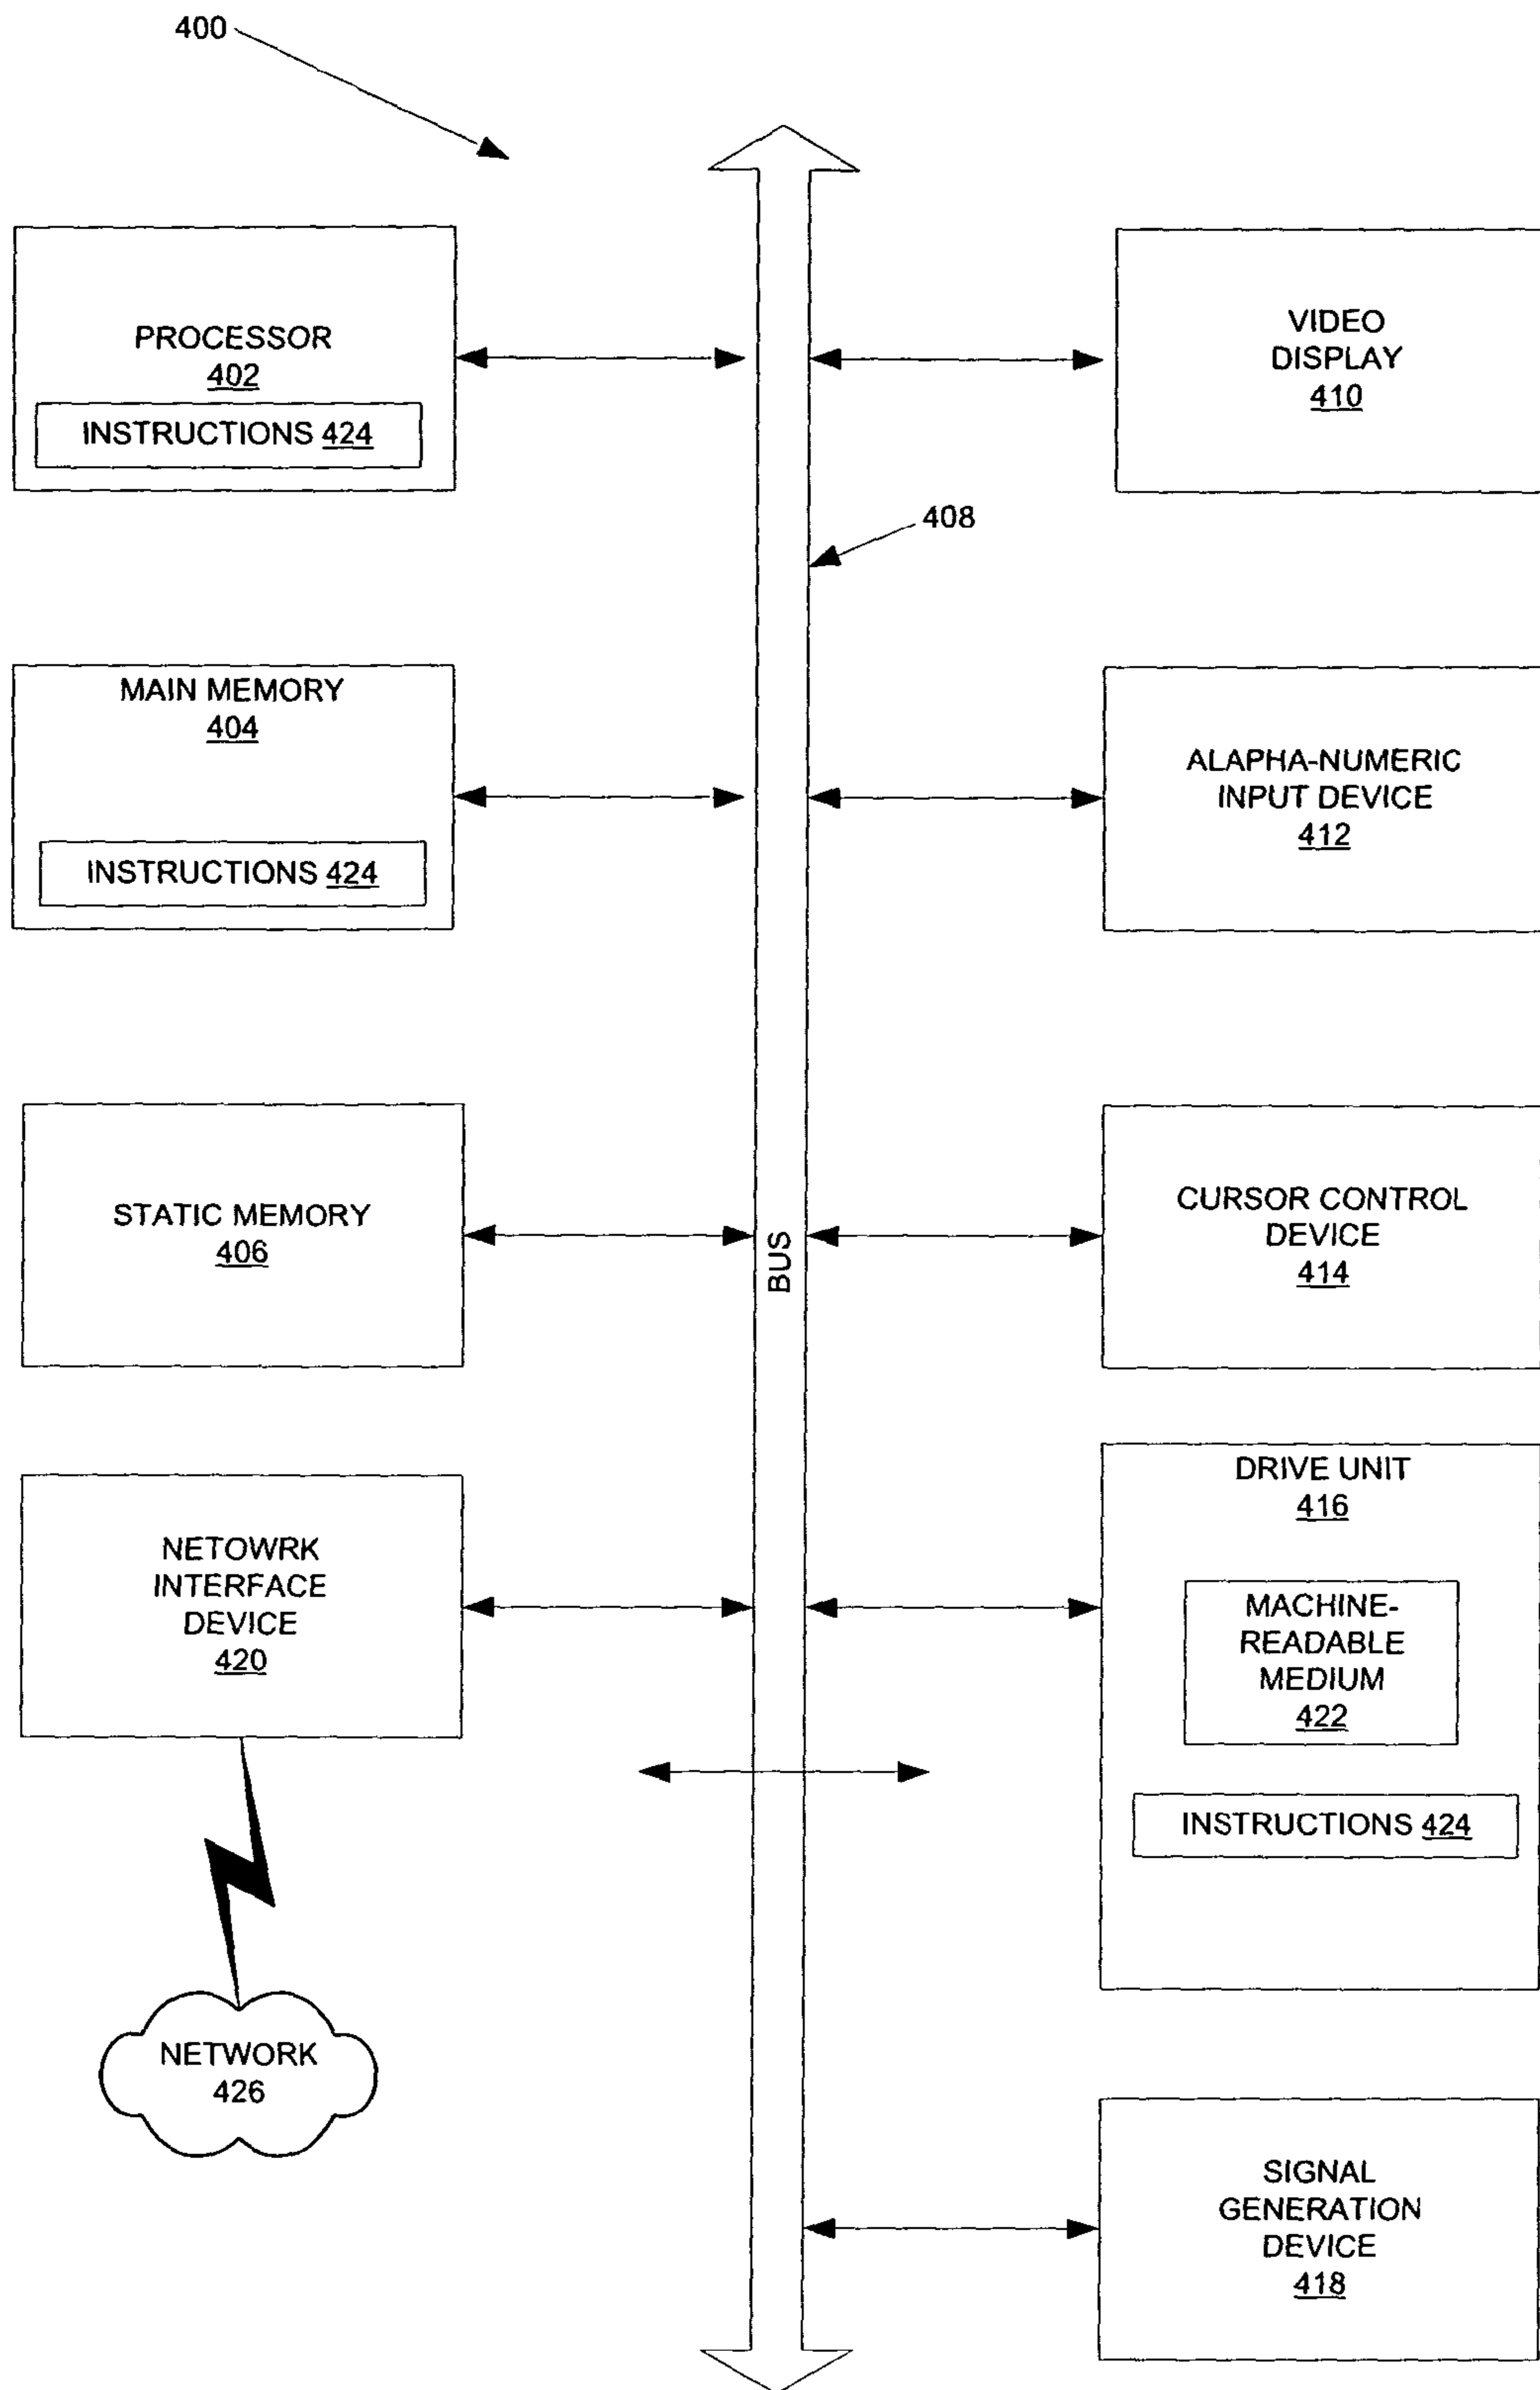 400
PROCESSOR
402
INSTRUCTIONS 424
VIDEO
DISPLAY
410
408
MAIN MEMORY
404
INSTRUCTIONS 424
ALAPHA-NUMERIC
INPUT DEVICE
412
STATIC MEMORY
406
BUS
CURSOR CONTROL
DEVICE
414
NETOWRK
INTERFACE
DEVICE
420
DRIVE UNIT
416
MACHINE-
READABLE
MEDIUM
422
INSTRUCTIONS 424
NETWORK
426
SIGNAL
GENERATION
DEVICE
418